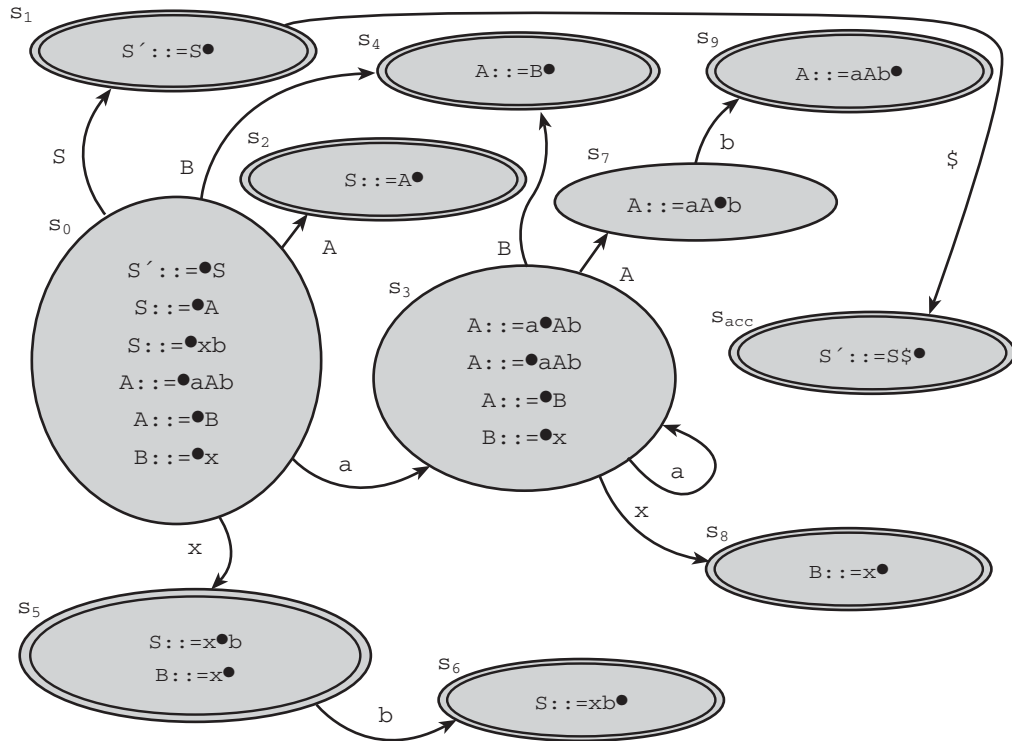 s1
S´::=S●
s4
A::=B●
s9
A::=aAb●
S
B
s2
S::=A●
s7
A::=aA●b
b
$
s0
S´::=●S
S::=●A
S::=●xb
A::=●aAb
A::=●B
B::=●x
A
s3
A::=a●Ab
A::=●aAb
A::=●B
B::=●x
B
A
sacc
S´::=S$●
a
a
x
x
s8
B::=x●
s5
S::=x●b
B::=x●
b
s6
S::=xb●